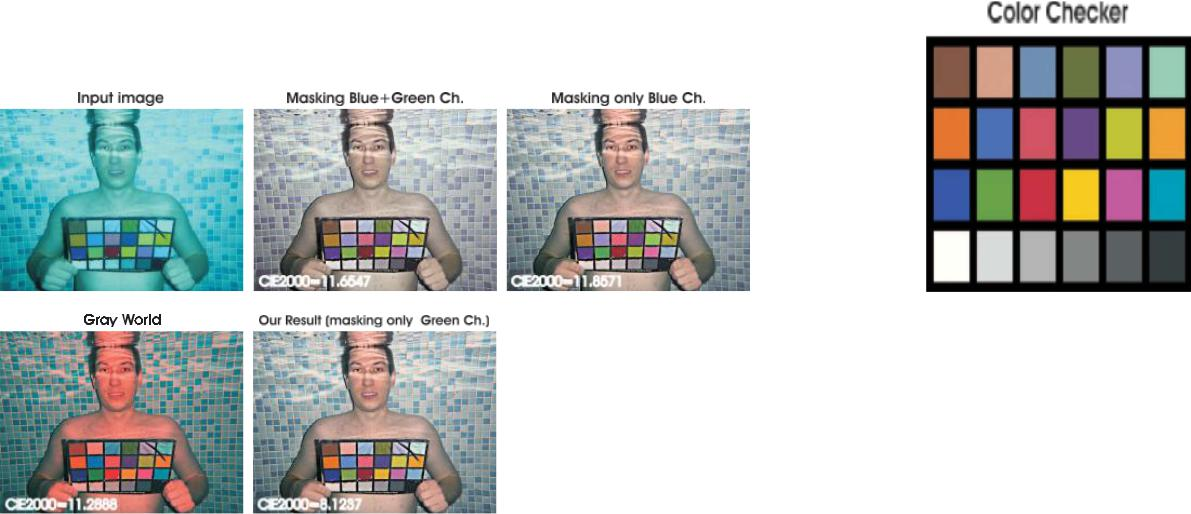 Color Checker
Input image
Masking Blue+Green Ch.
Masking only Blue Ch.
CIE2000=11.6547
CIE2000=11.8571
Gray World
Our Result (masking only Green Ch.)
CIE2000=11.2888
CIE2000=8.1237